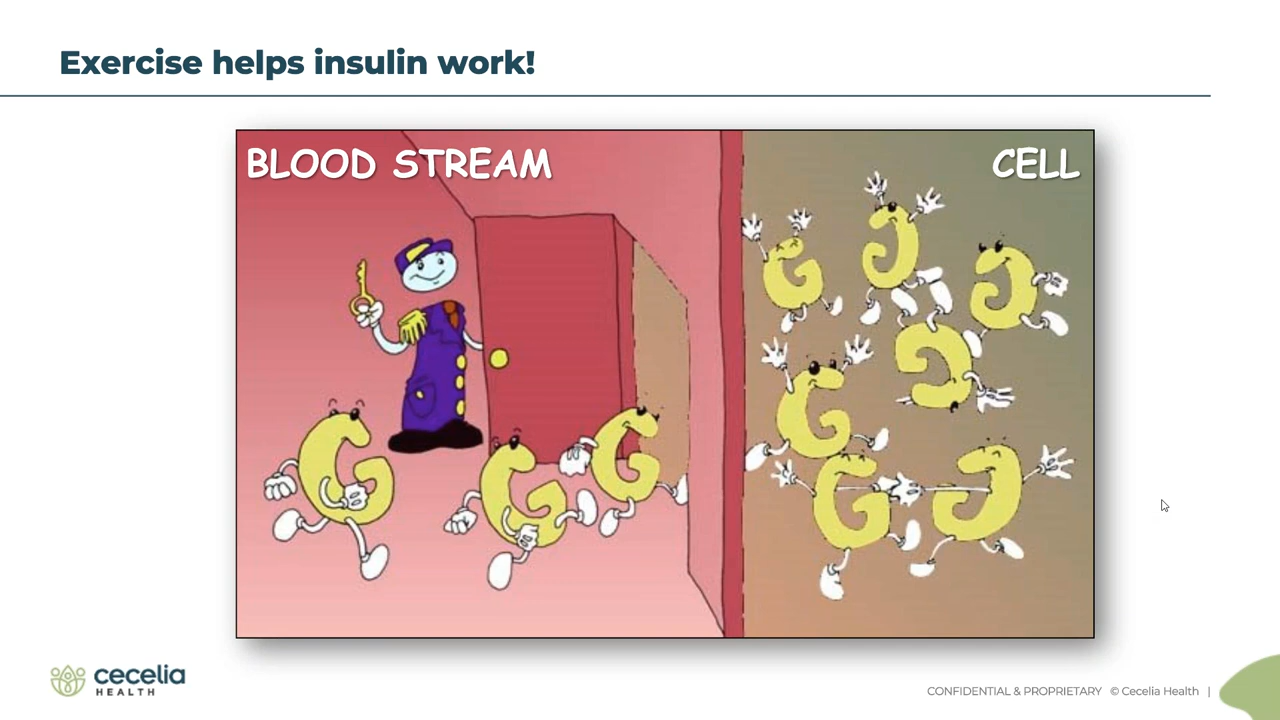 Exercise helps insulin work!
BLOOD STREAM
CELL
G
G
G
G
G
G
G
G
G
G
G
cecelia
HEALTH
CONFIDENTIAL & PROPRIETARY © Cecelia Health |